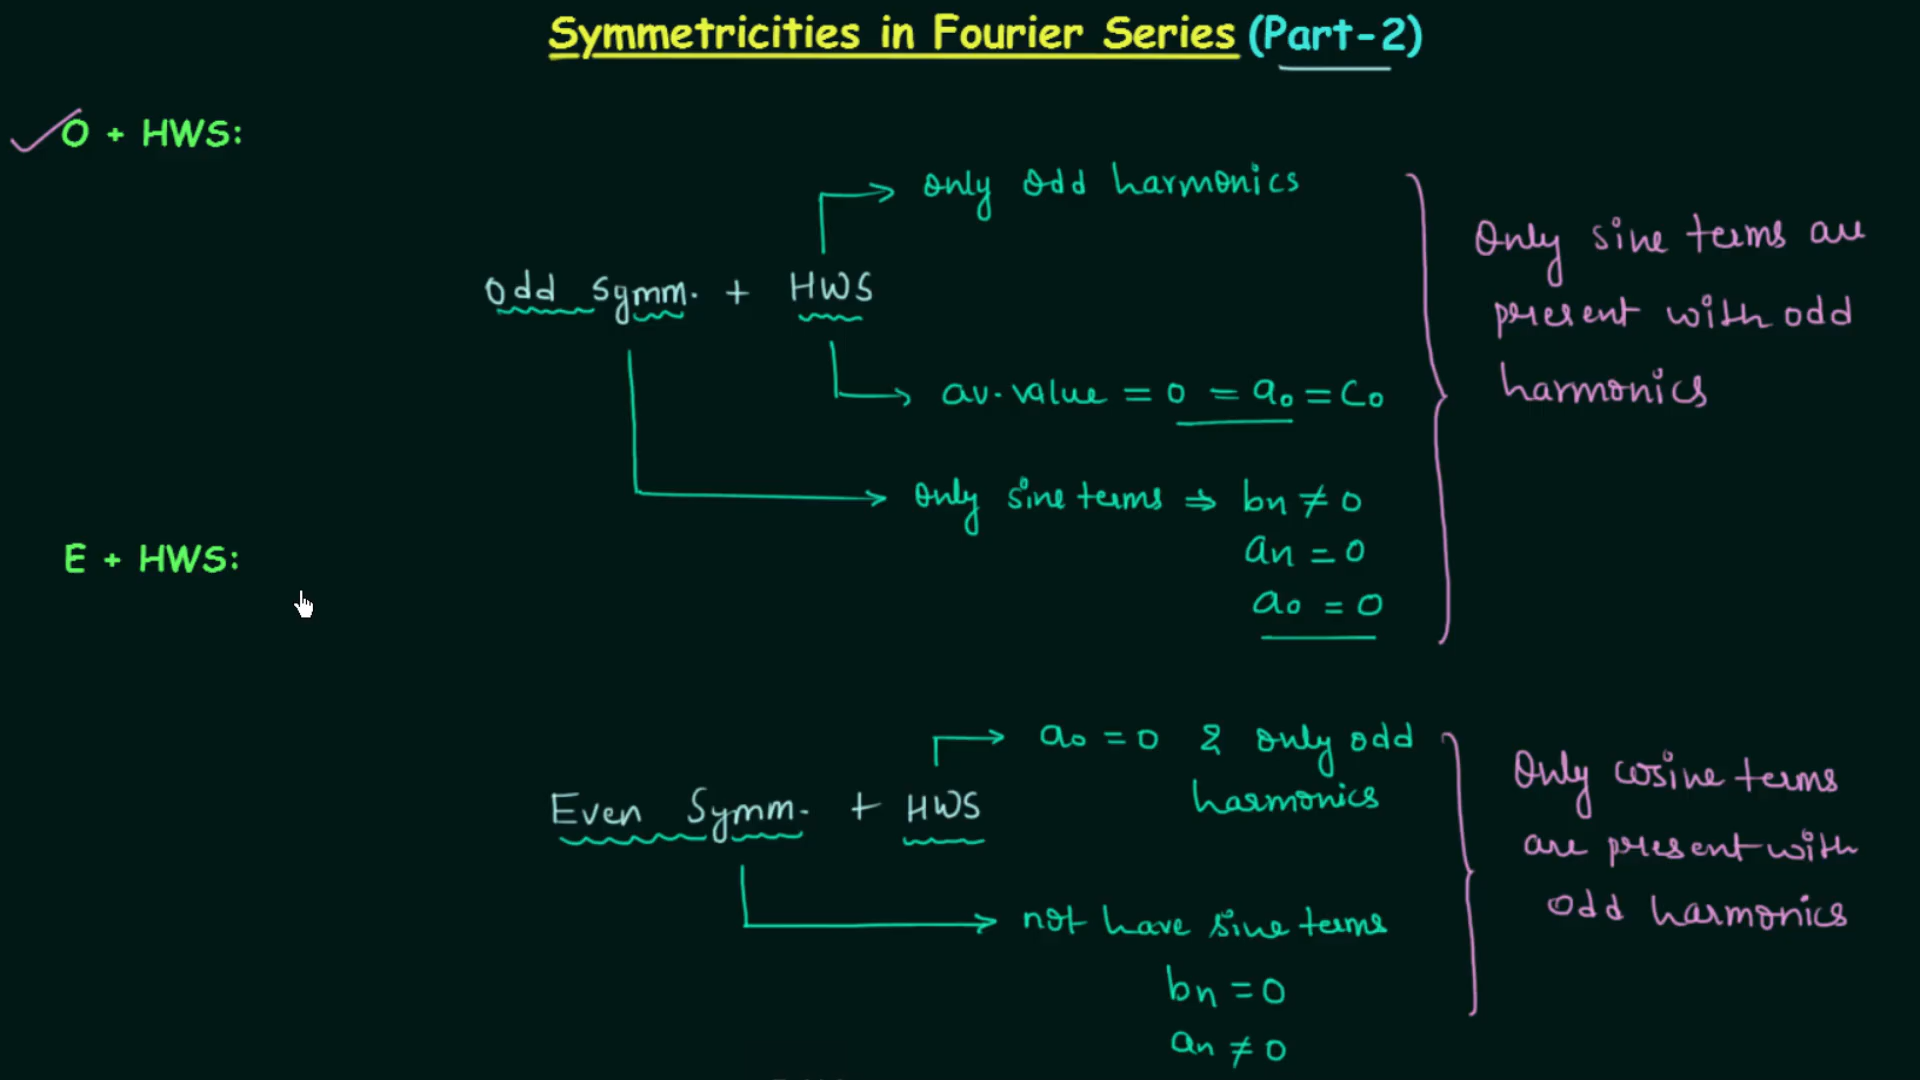 Symmetricities in Fourier Series (Part-2)
O + HWS:
only odd harmonics
Odd Symm. + HWS
av. value = 0 = a0 = C0
only sine terms ⇒ bn ≠ 0
an = 0
a0 = 0
Only sine terms are
present with odd
harmonics
E + HWS:
a0 = 0 & only odd
harmonics
Even Symm. + HWS
not have sine terms
bn = 0
an ≠ 0
Only cosine terms
are present with
odd harmonics